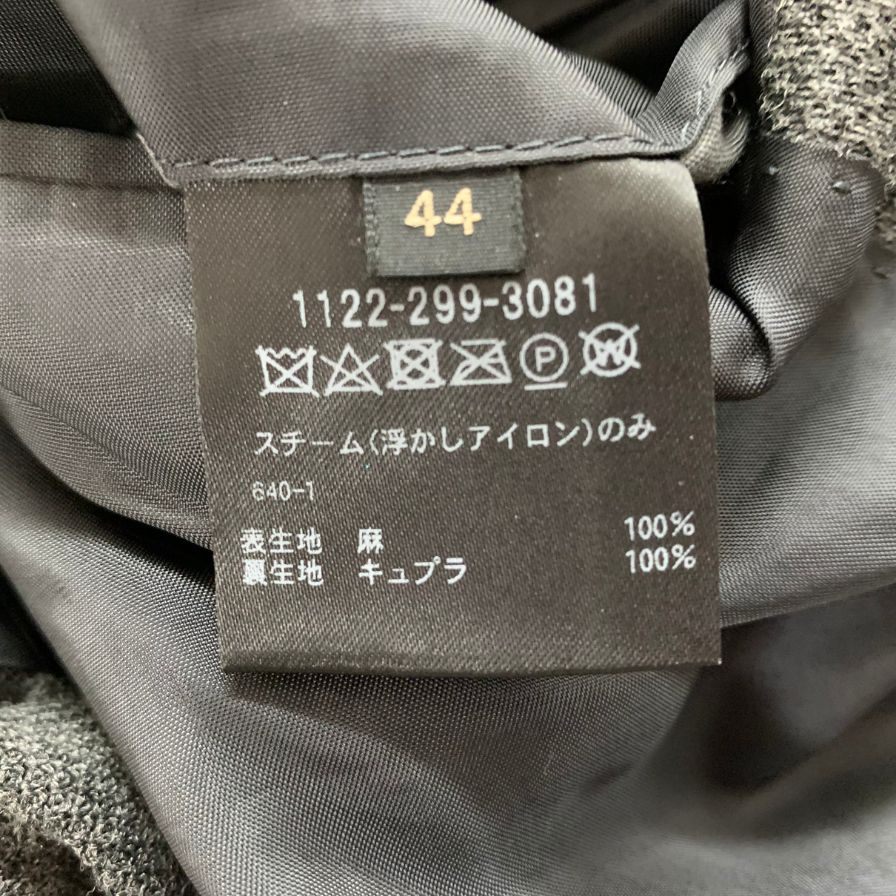 44
1122-299-3081
P W
スチーム(浮かしアイロン)のみ
640-1
表生地 麻 100%
裏生地 キュプラ 100%